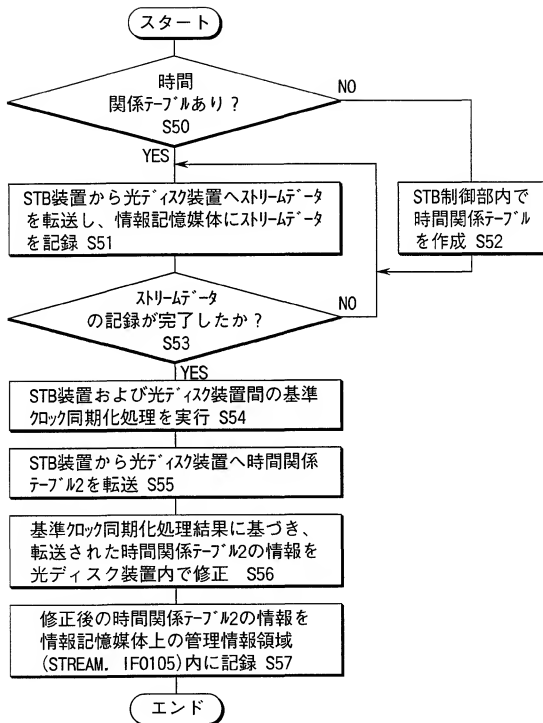 スタート
時間
関係テーブルあり?
S50
NO
YES
STB装置から光ディスク装置へストリームデータ
を転送し、情報記憶媒体にストリームデータ
を記録 S51
STB制御部内で
時間関係テーブル
を作成 S52
ストリームデータ
の記録が完了したか?
S53
NO
YES
STB装置および光ディスク装置間の基準
クロック同期化処理を実行 S54
STB装置から光ディスク装置へ時間関係
テーブル2を転送 S55
基準クロック同期化処理結果に基づき、
転送された時間関係テーブル2の情報を
光ディスク装置内で修正 S56
修正後の時間関係テーブル2の情報を
情報記憶媒体上の管理情報領域
(STREAM. IFO105)内に記録 S57
エンド